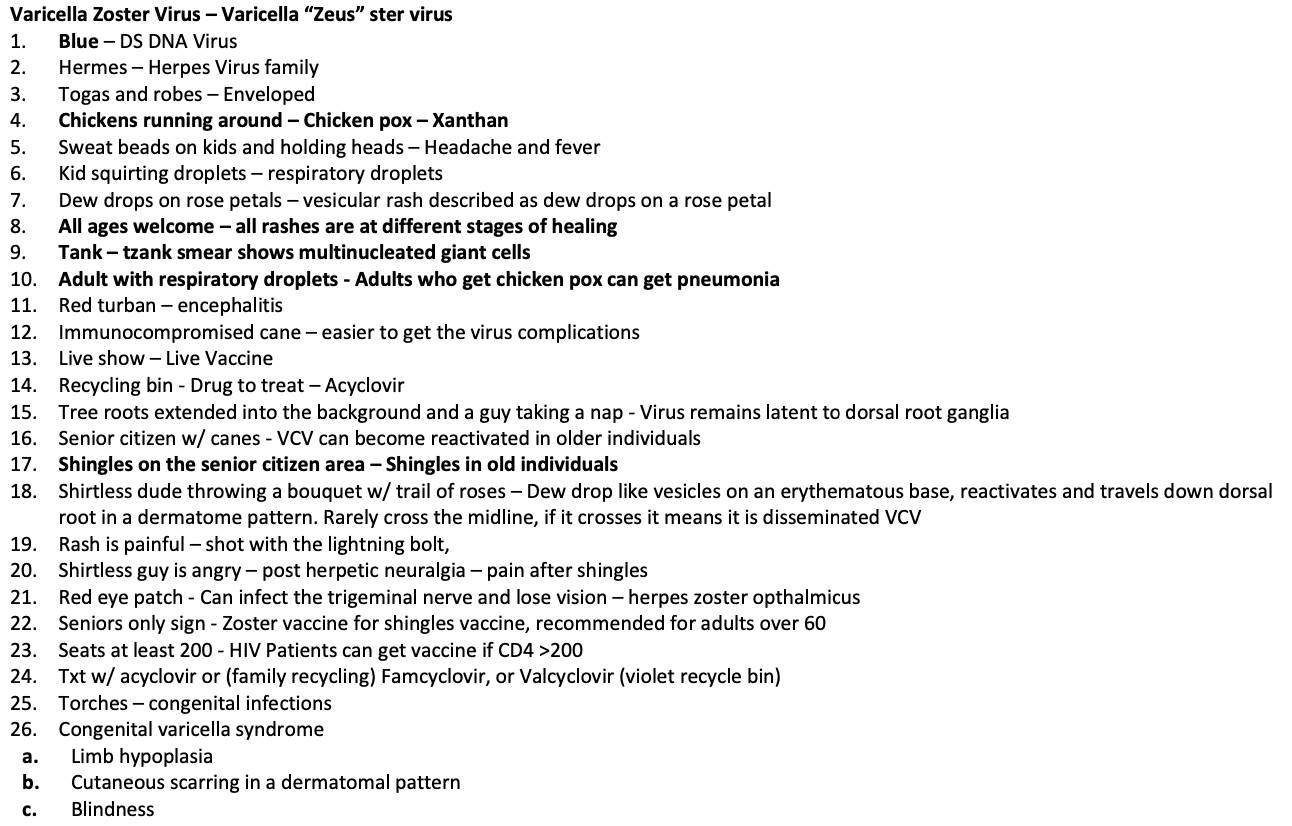 Varicella Zoster Virus – Varicella “Zeus” ster virus
1. Blue – DS DNA Virus
2. Hermes – Herpes Virus family
3. Togas and robes – Enveloped
4. Chickens running around – Chicken pox – Xanthan
5. Sweat beads on kids and holding heads – Headache and fever
6. Kid squirting droplets – respiratory droplets
7. Dew drops on rose petals – vesicular rash described as dew drops on a rose petal
8. All ages welcome – all rashes are at different stages of healing
9. Tank – tzank smear shows multinucleated giant cells
10. Adult with respiratory droplets - Adults who get chicken pox can get pneumonia
11. Red turban – encephalitis
12. Immunocompromised cane – easier to get the virus complications
13. Live show – Live Vaccine
14. Recycling bin - Drug to treat – Acyclovir
15. Tree roots extended into the background and a guy taking a nap - Virus remains latent to dorsal root ganglia
16. Senior citizen w/ canes - VCV can become reactivated in older individuals
17. Shingles on the senior citizen area – Shingles in old individuals
18. Shirtless dude throwing a bouquet w/ trail of roses – Dew drop like vesicles on an erythematous base, reactivates and travels down dorsal
root in a dermatome pattern. Rarely cross the midline, if it crosses it means it is disseminated VCV
19. Rash is painful – shot with the lightning bolt,
20. Shirtless guy is angry – post herpetic neuralgia – pain after shingles
21. Red eye patch - Can infect the trigeminal nerve and lose vision – herpes zoster opthalmicus
22. Seniors only sign - Zoster vaccine for shingles vaccine, recommended for adults over 60
23. Seats at least 200 - HIV Patients can get vaccine if CD4 >200
24. Txt w/ acyclovir or (family recycling) Famcyclovir, or Valcyclovir (violet recycle bin)
25. Torches – congenital infections
26. Congenital varicella syndrome
a. Limb hypoplasia
b. Cutaneous scarring in a dermatomal pattern
c. Blindness